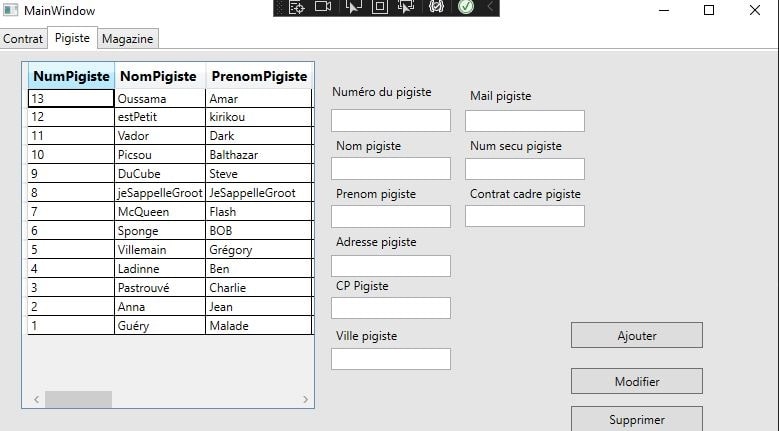 MainWindow
Contrat Pigiste Magazine
NumPigiste NomPigiste PrenomPigiste
13 Oussama Amar
12 estPetit kirikou
11 Vador Dark
10 Picsou Balthazar
9 DuCube Steve
8 jeSappelleGroot JeSappelleGroot
7 McQueen Flash
6 Sponge BOB
5 Villemain Grégory
4 Ladinne Ben
3 Pastrouvé Charlie
2 Anna Jean
1 Guéry Malade
Numéro du pigiste
Nom pigiste
Prenom pigiste
Adresse pigiste
CP Pigiste
Ville pigiste
Mail pigiste
Num secu pigiste
Contrat cadre pigiste
Ajouter
Modifier
Supprimer